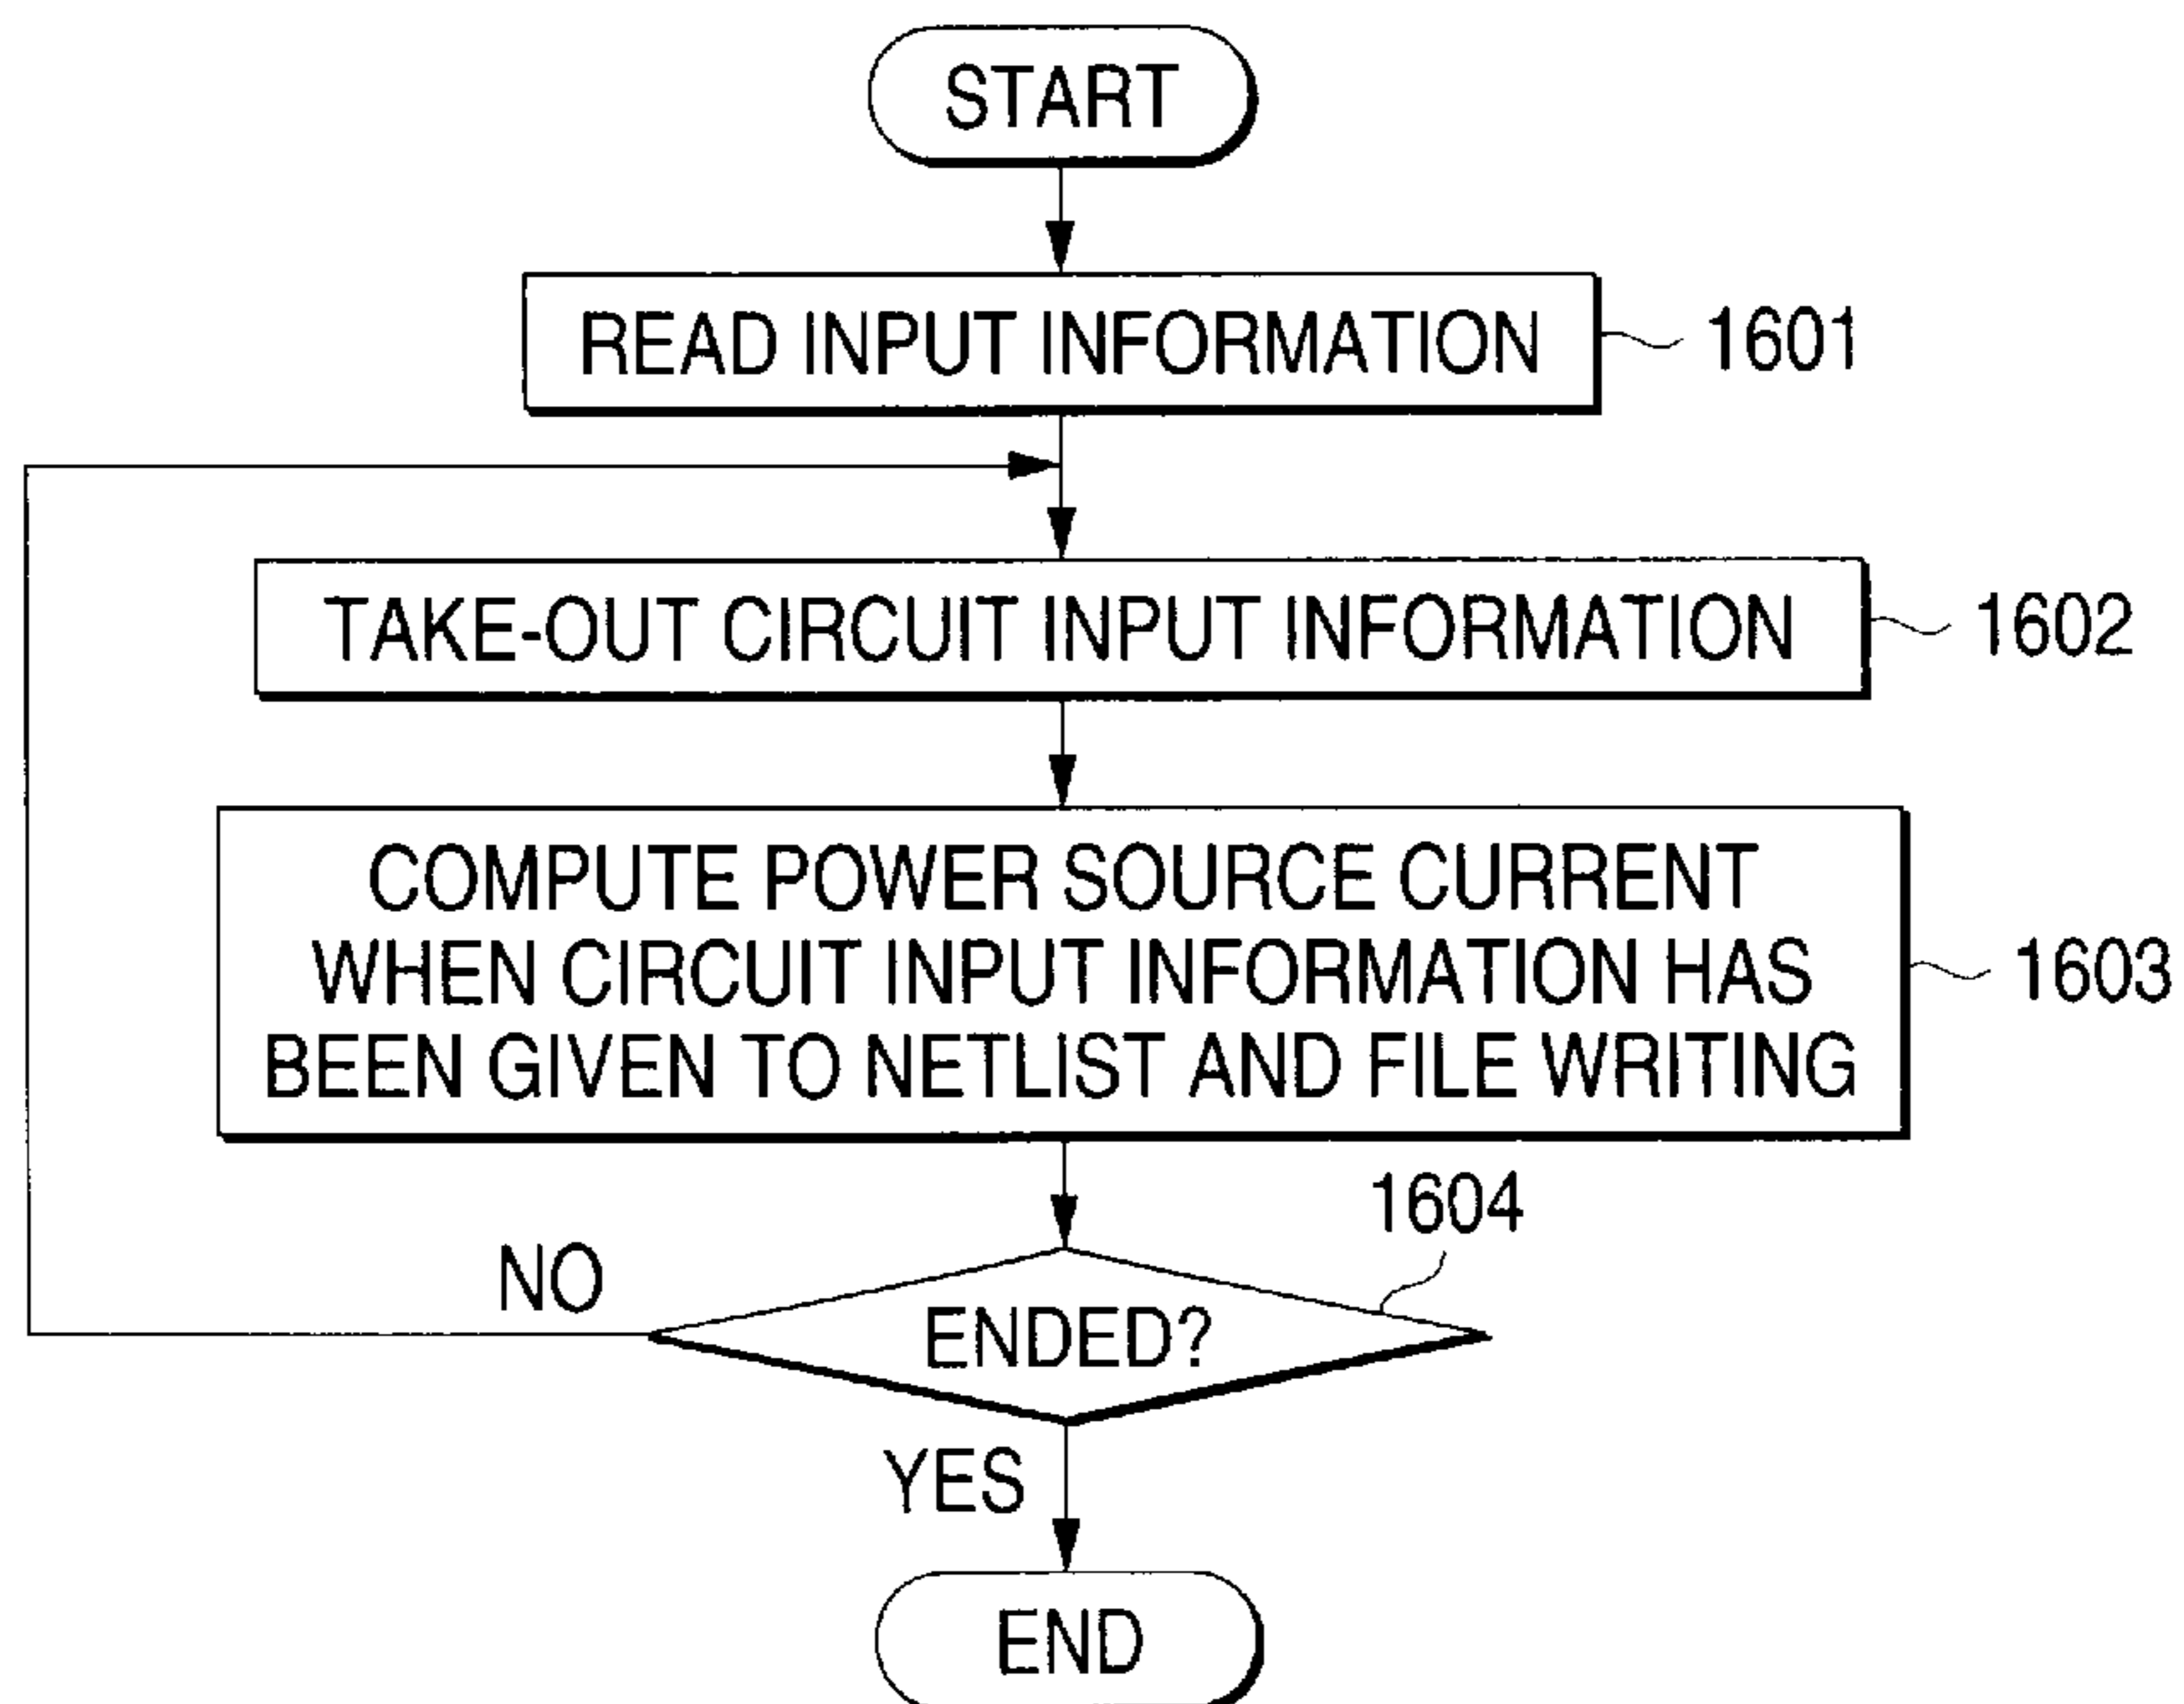 START
READ INPUT INFORMATION
1601
TAKE-OUT CIRCUIT INPUT INFORMATION
1602
COMPUTE POWER SOURCE CURRENT
WHEN CIRCUIT INPUT INFORMATION HAS
BEEN GIVEN TO NETLIST AND FILE WRITING
1603
1604
NO
ENDED?
YES
END